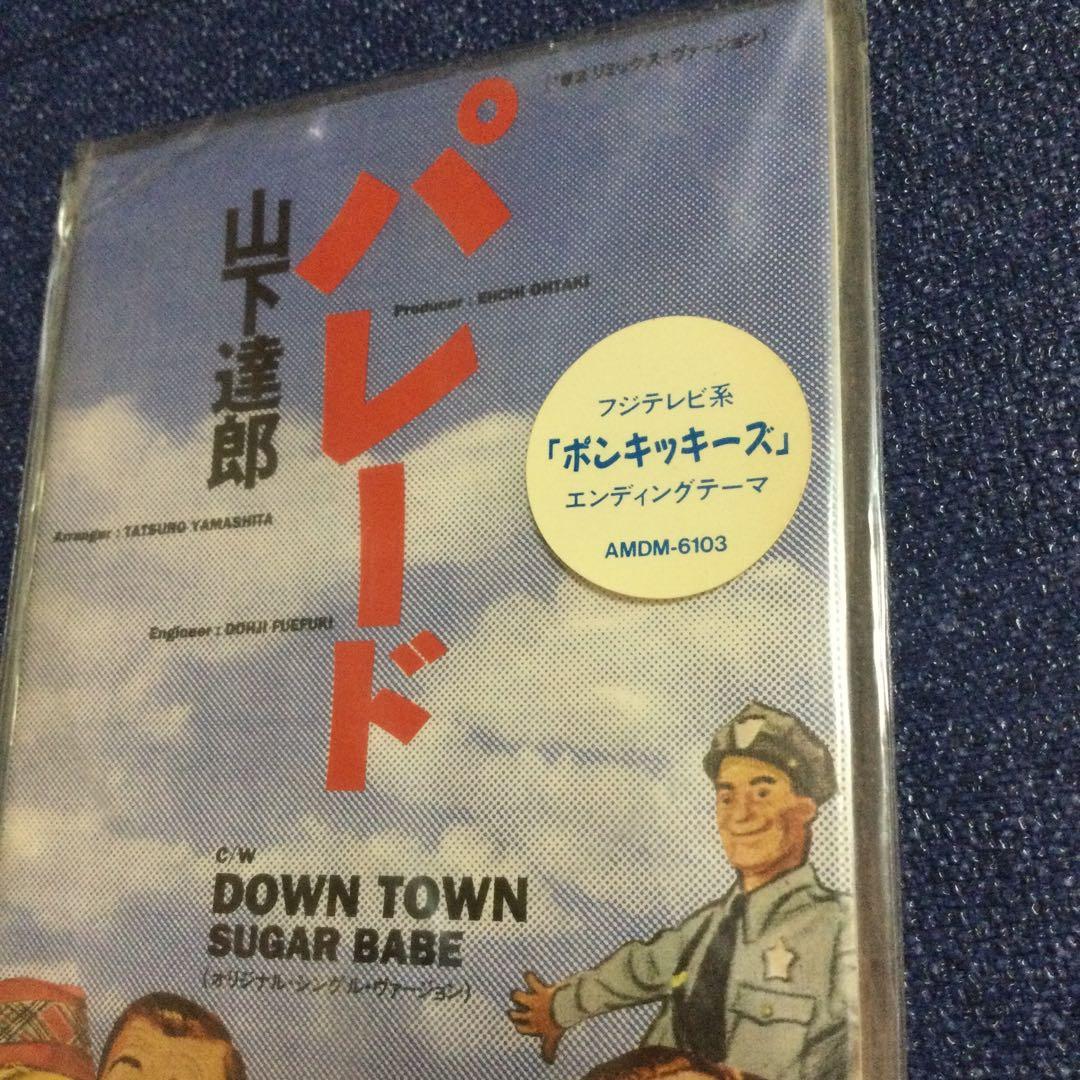 ('93リミックス・ヴァージョン)
パレード
山下達郎
Producer : EIICHI OHTAKI
フジテレビ系
「ポンキッキーズ」
エンディングテーマ
AMDM-6103
Arranger : TATSURO YAMASHITA
Engineer : DOHJI FUEFUKI
C/W
DOWN TOWN
SUGAR BABE
(オリジナル・シングル・ヴァージョン)